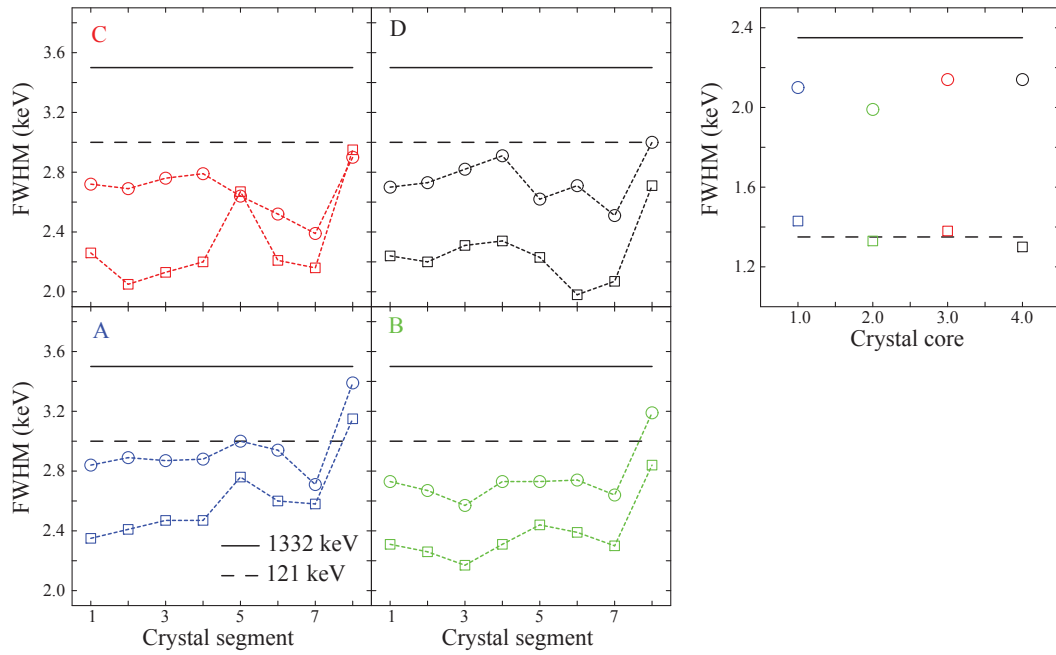 C
D
FWHM (keV)
3.6
3.2
2.8
2.4
2.0
A
B
FWHM (keV)
3.6
3.2
2.8
2.4
2.0
1332 keV
121 keV
1 3 5 7
1 3 5 7
Crystal segment
Crystal segment
FWHM (keV)
2.4
2.0
1.6
1.2
1.0 2.0 3.0 4.0
Crystal core